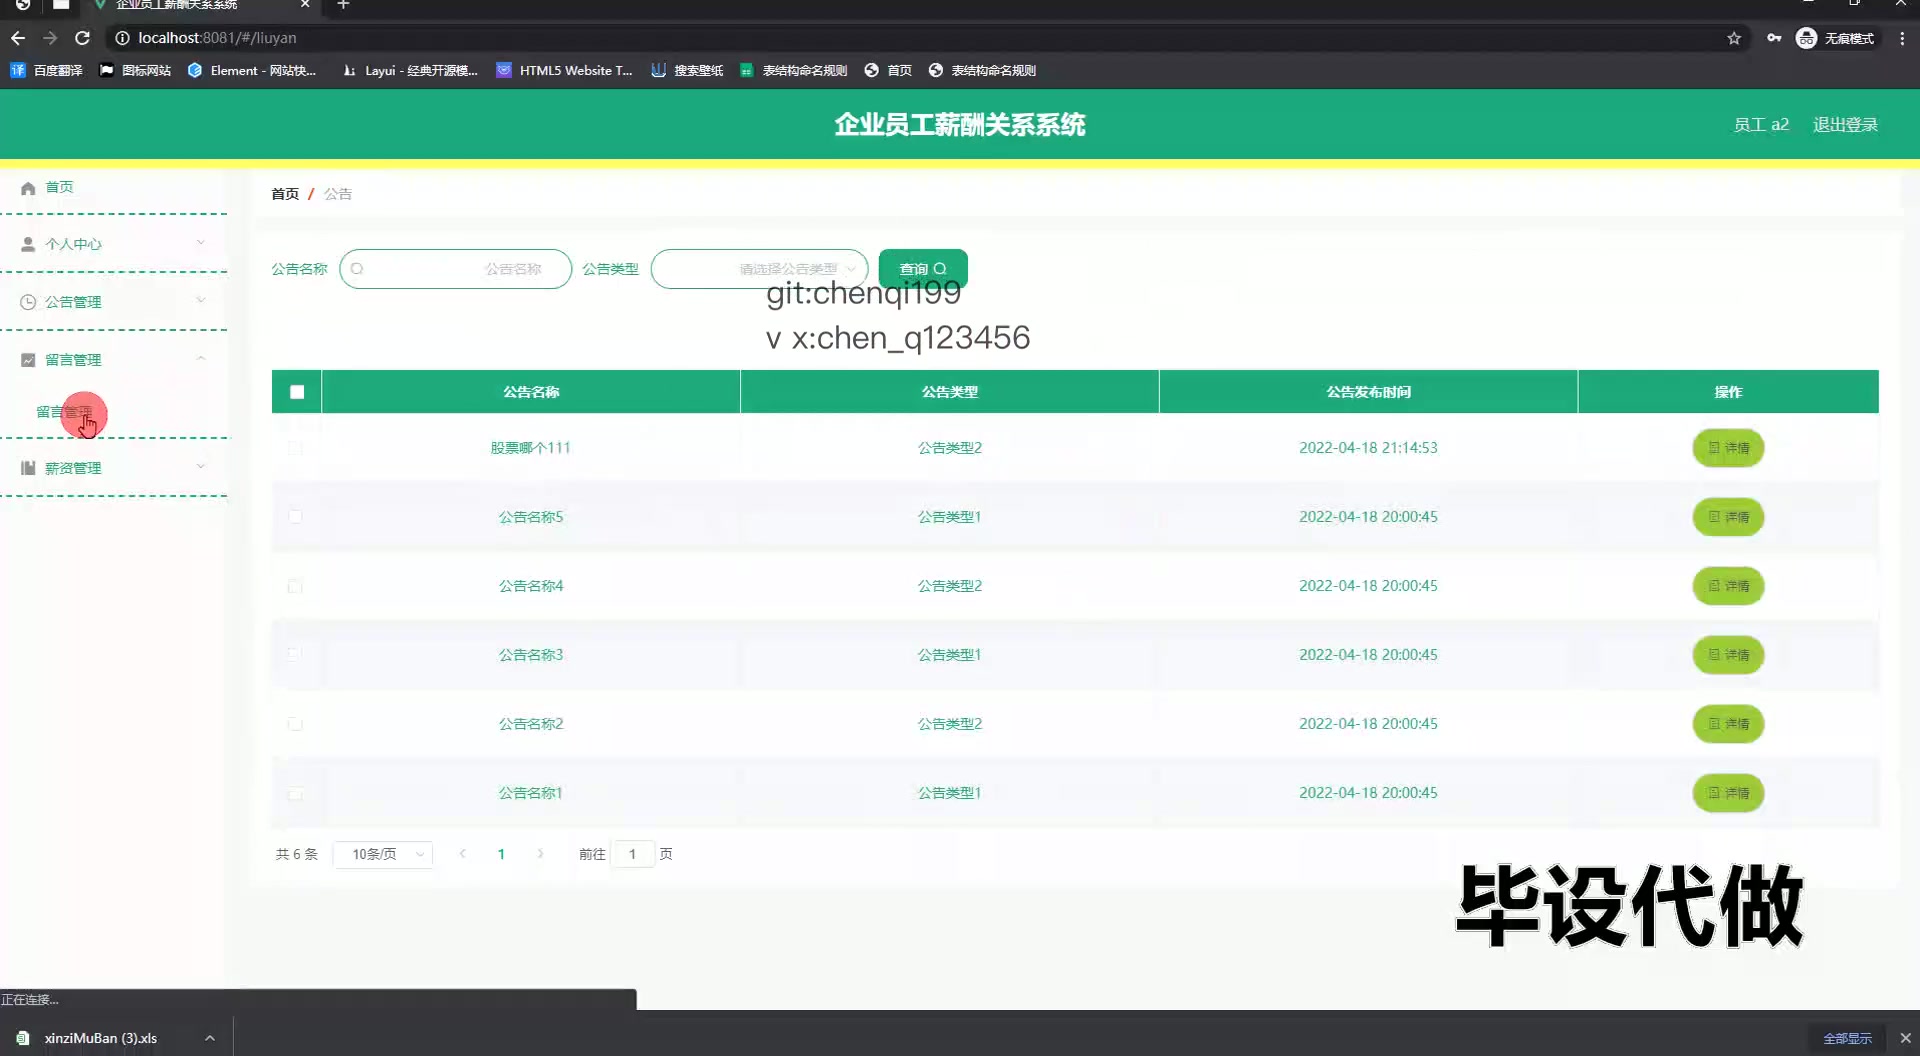 企业员工薪酬关系系统
localhost:8081/#/liuyan
无痕模式
百度翻译 图标网站 Element - 网站快... Layui - 经典开源模... HTML5 Website T... 搜索壁纸 表结构命名规则 首页 表结构命名规则
企业员工薪酬关系系统
员工 a2 退出登录
首页
个人中心
公告管理
留言管理
留言管理
薪资管理
首页 / 公告
公告名称 公告名称 公告类型 请选择公告类型 查询
git:chenqi199
v x:chen_q123456
公告名称 公告类型 公告发布时间 操作
股票哪个111 公告类型2 2022-04-18 21:14:53 详情
公告名称5 公告类型1 2022-04-18 20:00:45 详情
公告名称4 公告类型2 2022-04-18 20:00:45 详情
公告名称3 公告类型1 2022-04-18 20:00:45 详情
公告名称2 公告类型2 2022-04-18 20:00:45 详情
公告名称1 公告类型1 2022-04-18 20:00:45 详情
共 6 条 10条/页 1 前往 1 页
毕设代做
正在连接...
xinziMuBan (3).xls
全部显示